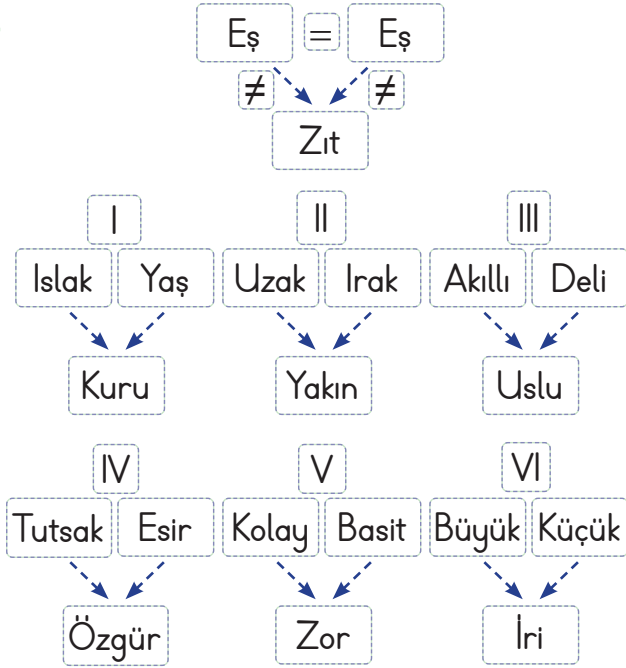 Eş = Eş
≠ ≠
Zıt
I II III
Islak Yaş Uzak Irak Akıllı Deli
Kuru Yakın Uslu
IV V VI
Tutsak Esir Kolay Basit Büyük Küçük
Özgür Zor İri